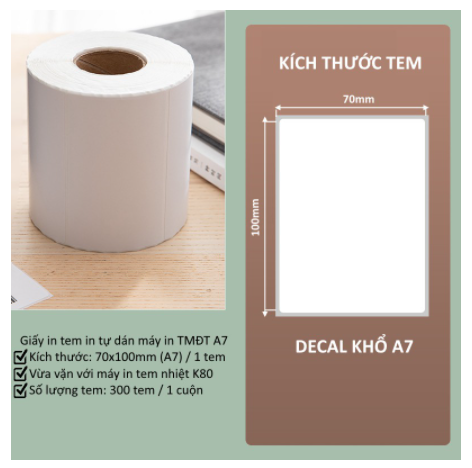 KÍCH THƯỚC TEM
70mm
100mm
DECAL KHỔ A7
Giấy in tem in tự dán máy in TMĐT A7
Kích thước: 70x100mm (A7) / 1 tem
Vừa vặn với máy in tem nhiệt K80
Số lượng tem: 300 tem / 1 cuộn